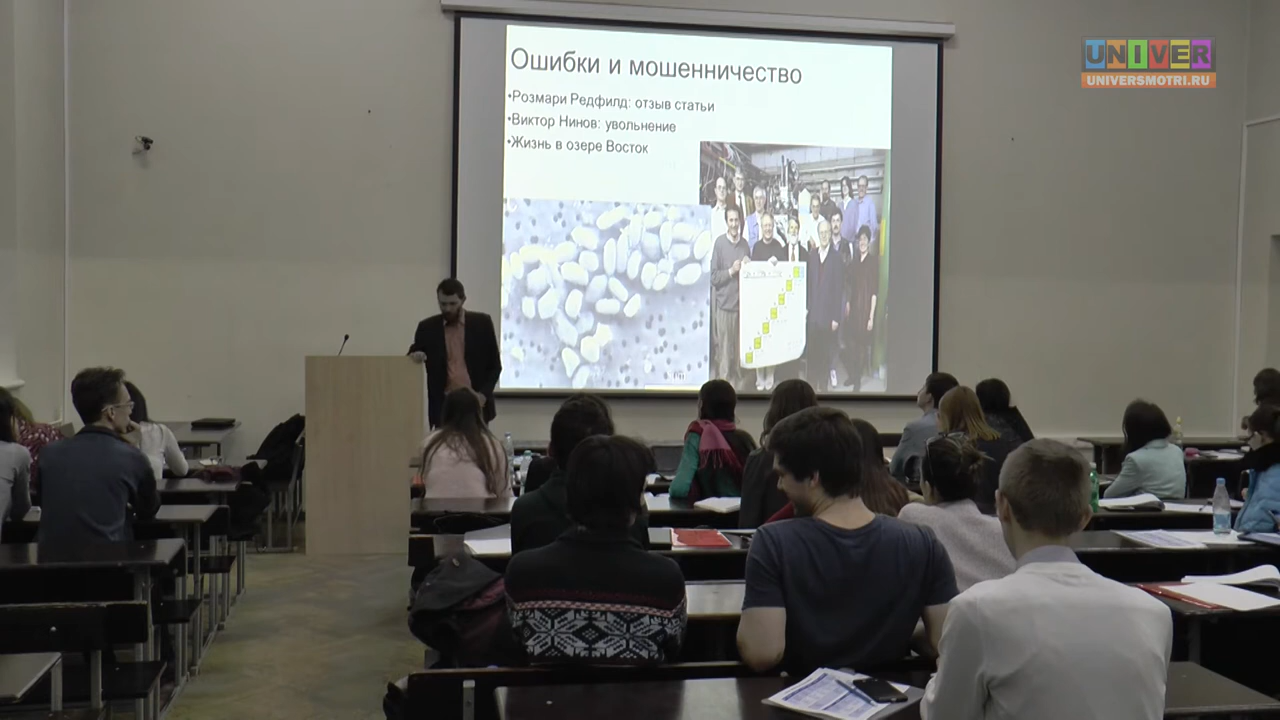 Ошибки и мошенничество
•Розмари Редфилд: отзыв статьи
•Виктор Нинов: увольнение
•Жизнь в озере Восток
UNIVER
UNIVERSMOTRI.RU